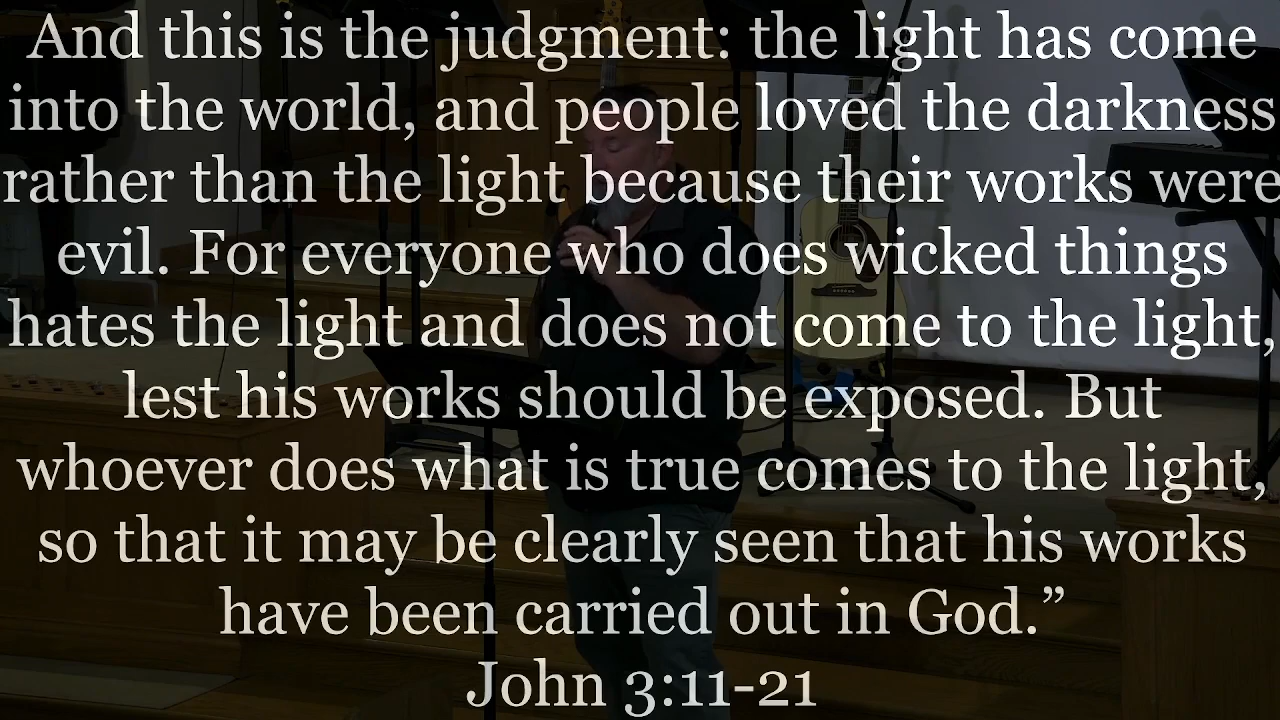 And this is the judgment: the light has come
into the world, and people loved the darkness
rather than the light because their works were
evil. For everyone who does wicked things
hates the light and does not come to the light,
lest his works should be exposed. But
whoever does what is true comes to the light,
so that it may be clearly seen that his works
have been carried out in God.”
John 3:11-21